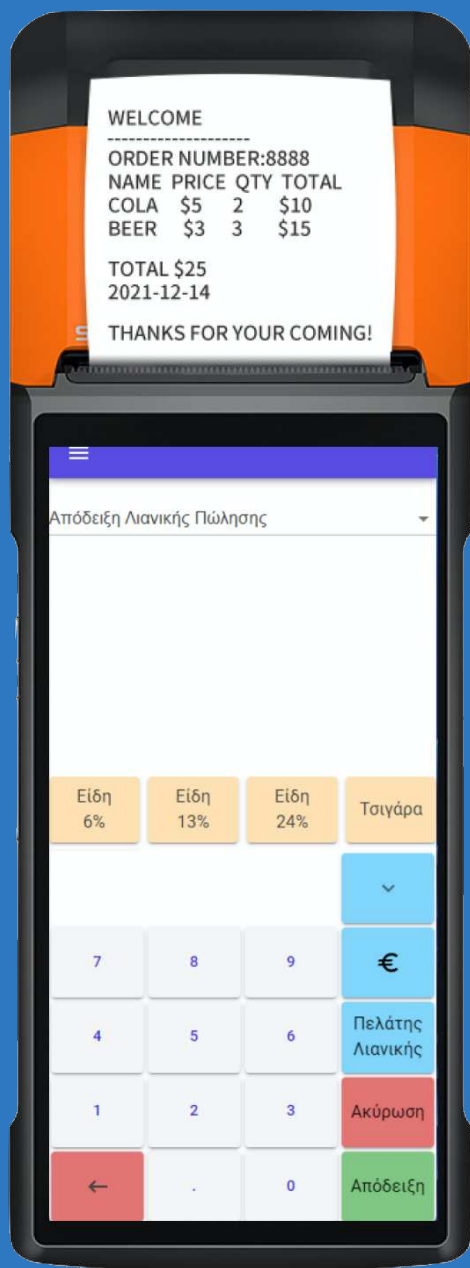 WELCOME
--------------------
ORDER NUMBER:8888
NAME PRICE QTY TOTAL
COLA $5 2 $10
BEER $3 3 $15
TOTAL $25
2021-12-14
THANKS FOR YOUR COMING!
Απόδειξη Λιανικής Πώλησης
Είδη 6%
Είδη 13%
Είδη 24%
Τσιγάρα
7 8 9 €
4 5 6 Πελάτης Λιανικής
1 2 3 Ακύρωση
← . 0 Απόδειξη